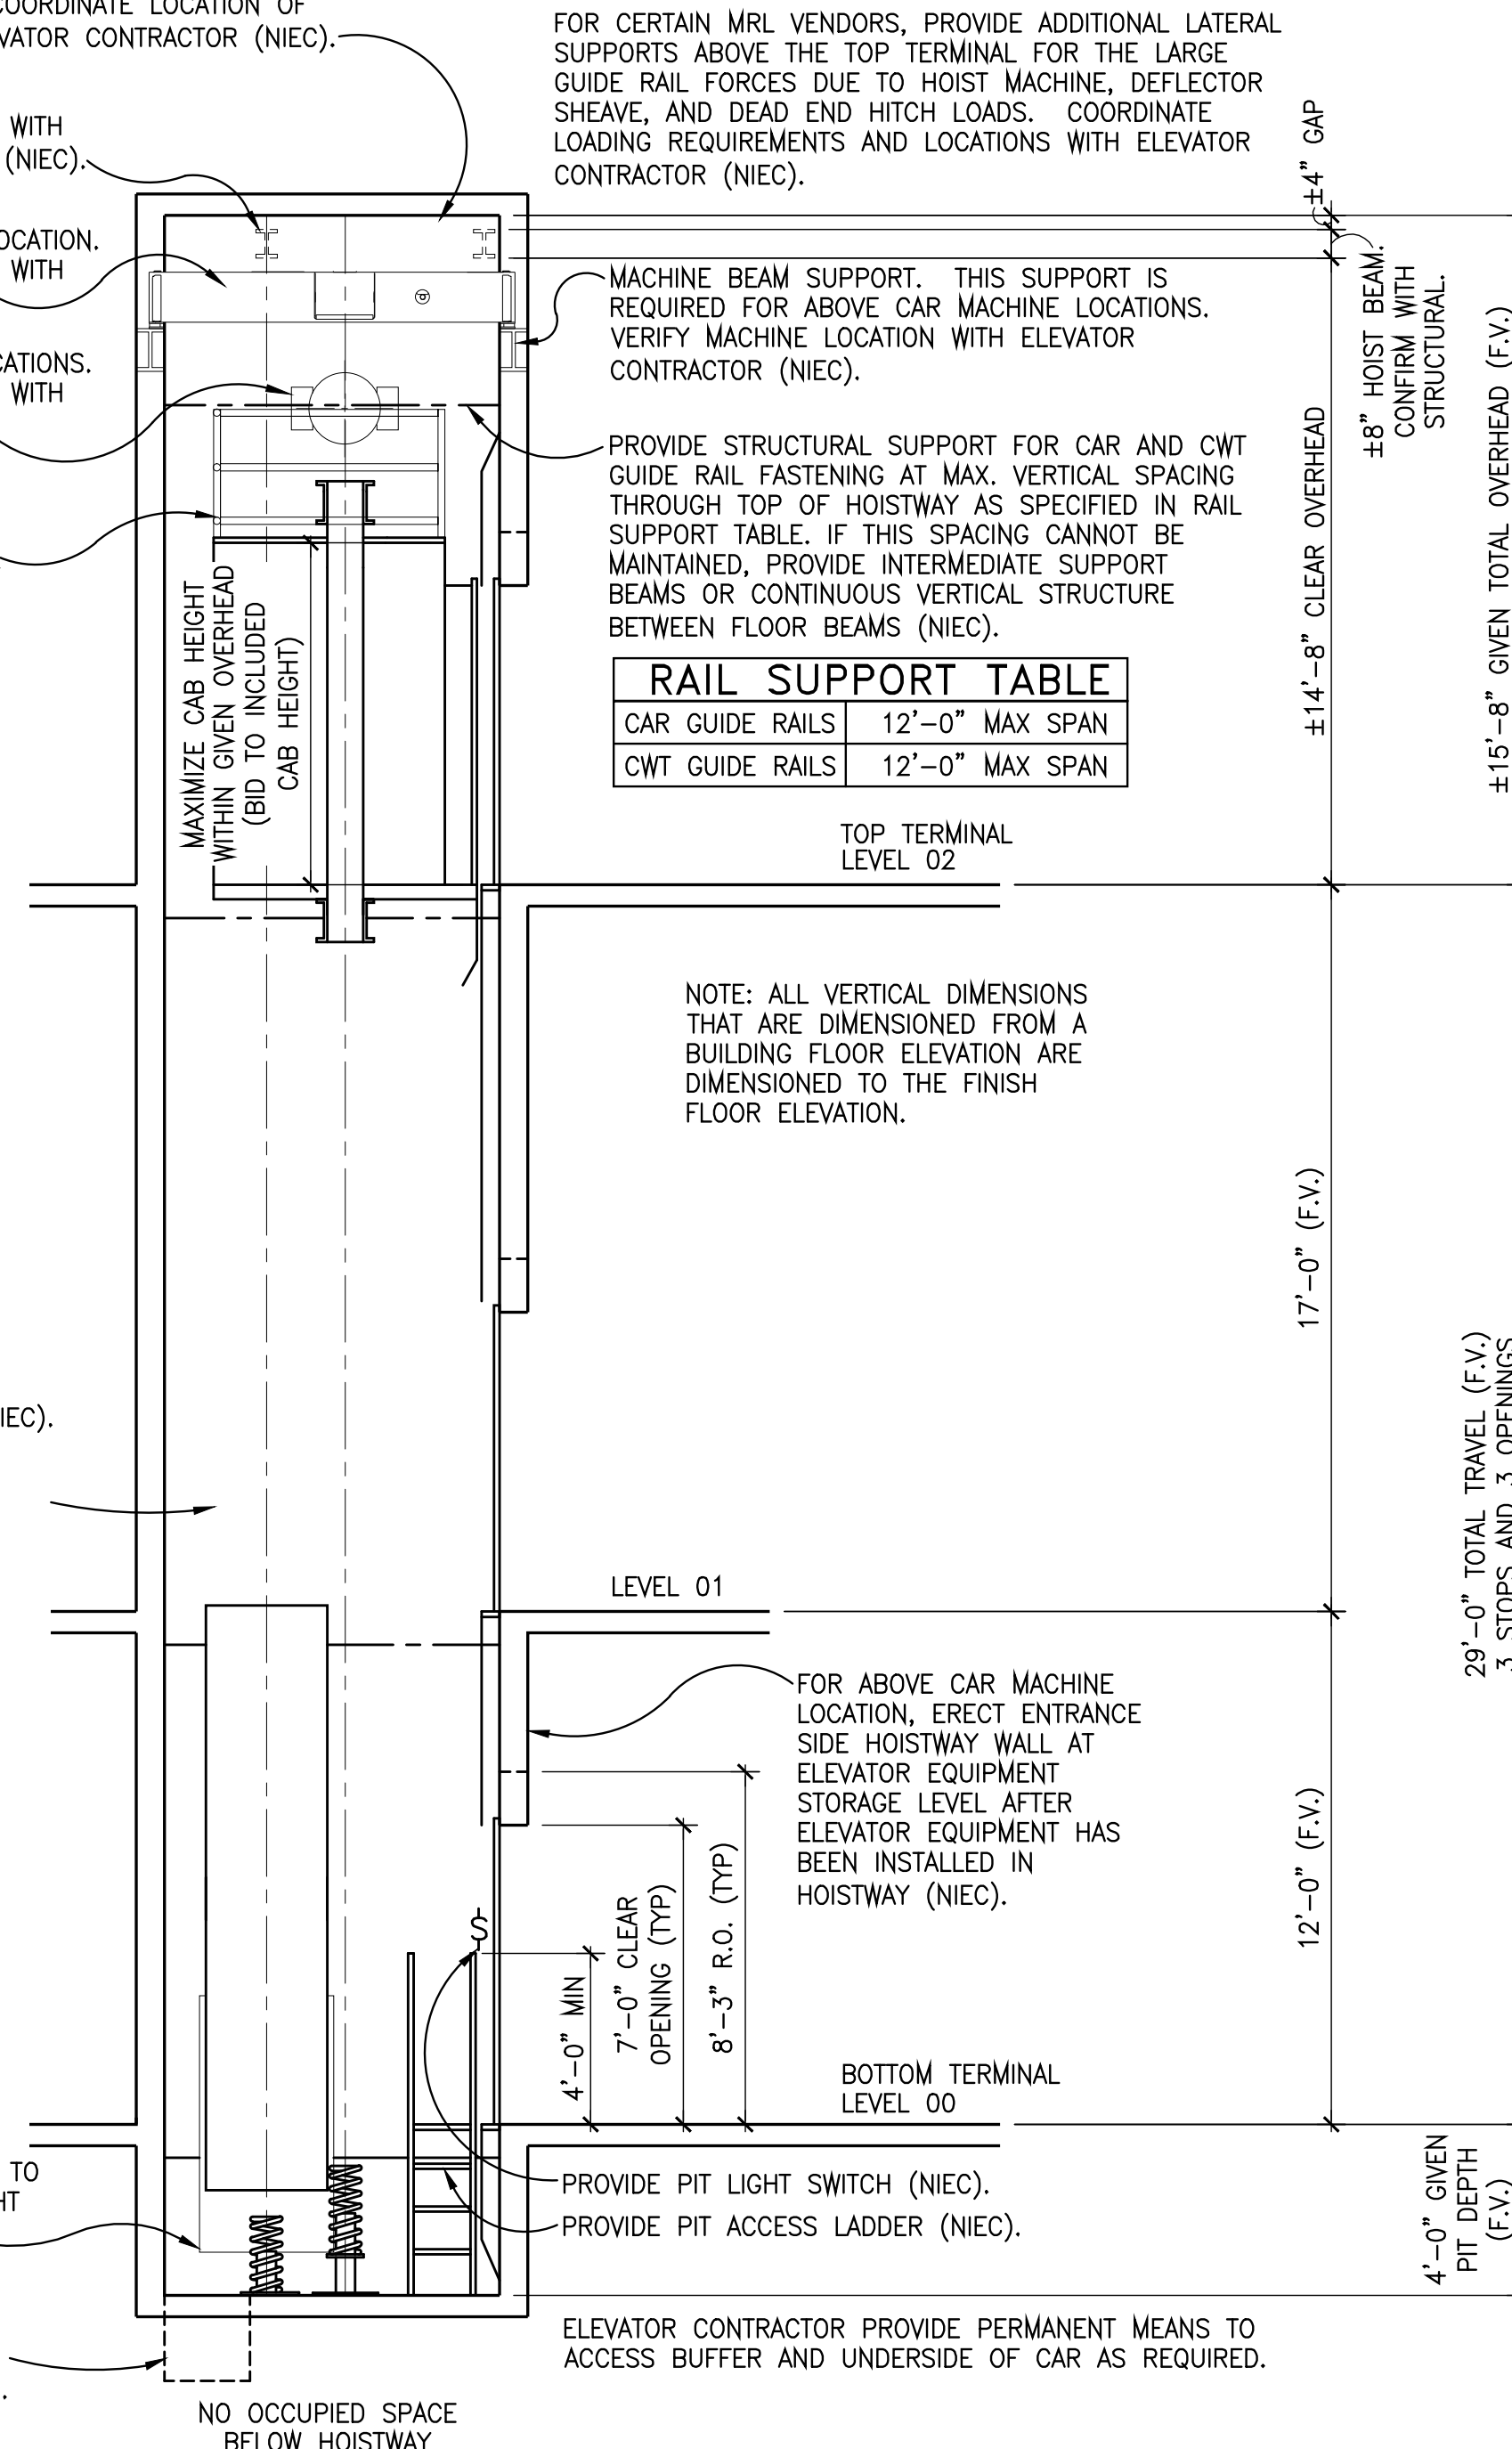 COORDINATE LOCATION OF
CONTRACTOR (NIEC).
WITH
(NIEC).
WITH
WITH
FOR CERTAIN MRL VENDORS, PROVIDE ADDITIONAL LATERAL
SUPPORTS ABOVE THE TOP TERMINAL FOR THE LARGE
GUIDE RAIL FORCES DUE TO HOIST MACHINE, DEFLECTOR
SHEAVE, AND DEAD END HITCH LOADS. COORDINATE
LOADING REQUIREMENTS AND LOCATIONS WITH ELEVATOR
CONTRACTOR (NIEC).
±4" GAP
±8" HOIST BEAM.
CONFIRM WITH
STRUCTURAL.
±14'-8" CLEAR OVERHEAD
±15'-8" GIVEN TOTAL OVERHEAD (F.V.)
MACHINE BEAM SUPPORT. THIS SUPPORT IS
REQUIRED FOR ABOVE CAR MACHINE LOCATIONS.
VERIFY MACHINE LOCATION WITH ELEVATOR
CONTRACTOR (NIEC).
PROVIDE STRUCTURAL SUPPORT FOR CAR AND CWT
GUIDE RAIL FASTENING AT MAX. VERTICAL SPACING
THROUGH TOP OF HOISTWAY AS SPECIFIED IN RAIL
SUPPORT TABLE. IF THIS SPACING CANNOT BE
MAINTAINED, PROVIDE INTERMEDIATE SUPPORT
BEAMS OR CONTINUOUS VERTICAL STRUCTURE
BETWEEN FLOOR BEAMS (NIEC).
MAXIMIZE CAB HEIGHT
WITHIN GIVEN OVERHEAD
(BID TO INCLUDED
CAB HEIGHT)
RAIL SUPPORT TABLE
CAR GUIDE RAILS 12'-0" MAX SPAN
CWT GUIDE RAILS 12'-0" MAX SPAN
TOP TERMINAL
LEVEL 02
NOTE: ALL VERTICAL DIMENSIONS
THAT ARE DIMENSIONED FROM A
BUILDING FLOOR ELEVATION ARE
DIMENSIONED TO THE FINISH
FLOOR ELEVATION.
17'-0" (F.V.)
29'-0" TOTAL TRAVEL (F.V.)
3 STOPS AND 3 OPENINGS
LEVEL 01
FOR ABOVE CAR MACHINE
LOCATION, ERECT ENTRANCE
SIDE HOISTWAY WALL AT
ELEVATOR EQUIPMENT
STORAGE LEVEL AFTER
ELEVATOR EQUIPMENT HAS
BEEN INSTALLED IN
HOISTWAY (NIEC).
12'-0" (F.V.)
S
4'-0" MIN
7'-0" CLEAR
OPENING (TYP)
8'-3" R.O. (TYP)
BOTTOM TERMINAL
LEVEL 00
TO
4'-0" GIVEN
PIT DEPTH
(F.V.)
PROVIDE PIT LIGHT SWITCH (NIEC).
PROVIDE PIT ACCESS LADDER (NIEC).
ELEVATOR CONTRACTOR PROVIDE PERMANENT MEANS TO
ACCESS BUFFER AND UNDERSIDE OF CAR AS REQUIRED.
NO OCCUPIED SPACE
BELOW HOISTWAY